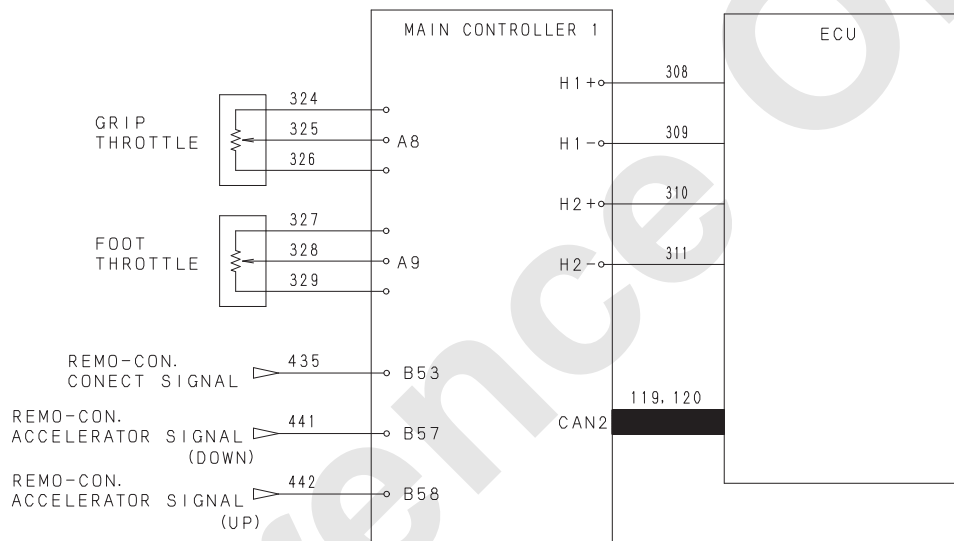 MAIN CONTROLLER 1
ECU
GRIP
THROTTLE
324
325
326
A8
FOOT
THROTTLE
327
328
329
A9
REMO-CON.
CONECT SIGNAL
435
B53
REMO-CON.
ACCELERATOR SIGNAL
(DOWN)
441
B57
REMO-CON.
ACCELERATOR SIGNAL
(UP)
442
B58
H1+
308
H1-
309
H2+
310
H2-
311
CAN2
119, 120